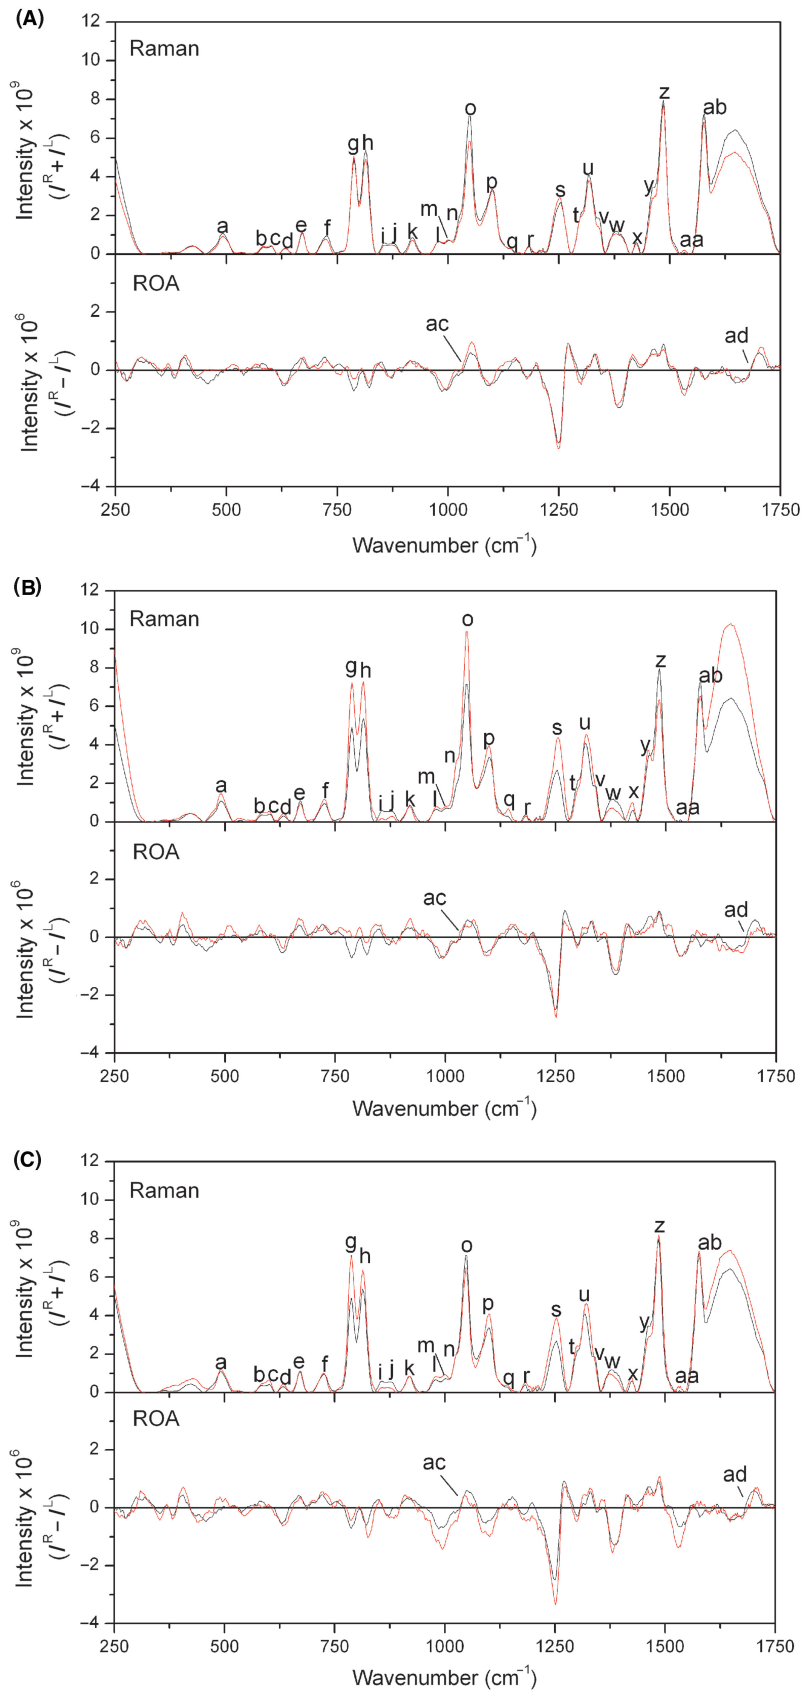 (A)
Raman
Intensity x 10⁹
(Iᴿ + Iᴸ)
12
10
8
6
4
2
0
a b c d e f g h i j k l m n o p q r s t u v w x y z aa ab
ROA
Intensity x 10⁶
(Iᴿ − Iᴸ)
2
0
−2
−4
ac
ad
250 500 750 1000 1250 1500 1750
Wavenumber (cm⁻¹)
(B)
Raman
Intensity x 10⁹
(Iᴿ + Iᴸ)
12
10
8
6
4
2
0
a b c d e f g h i j k l m n o p q r s t u v w x y z aa ab
ROA
Intensity x 10⁶
(Iᴿ − Iᴸ)
2
0
−2
−4
ac
ad
250 500 750 1000 1250 1500 1750
Wavenumber (cm⁻¹)
(C)
Raman
Intensity x 10⁹
(Iᴿ + Iᴸ)
12
10
8
6
4
2
0
a b c d e f g h i j k l m n o p q r s t u v w x y z aa ab
ROA
Intensity x 10⁶
(Iᴿ − Iᴸ)
2
0
−2
−4
ac
ad
250 500 750 1000 1250 1500 1750
Wavenumber (cm⁻¹)